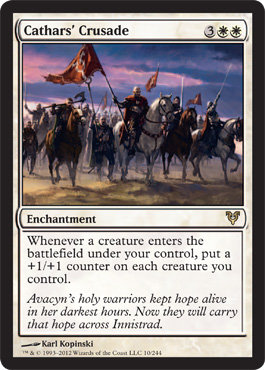 Cathars' Crusade 3
Enchantment
Whenever a creature enters the
battlefield under your control, put a
+1/+1 counter on each creature you
control.
Avacyn's holy warriors kept hope alive
in her darkest hours. Now they will carry
that hope across Innistrad.
Karl Kopinski
™ & © 1993–2012 Wizards of the Coast LLC 10/244